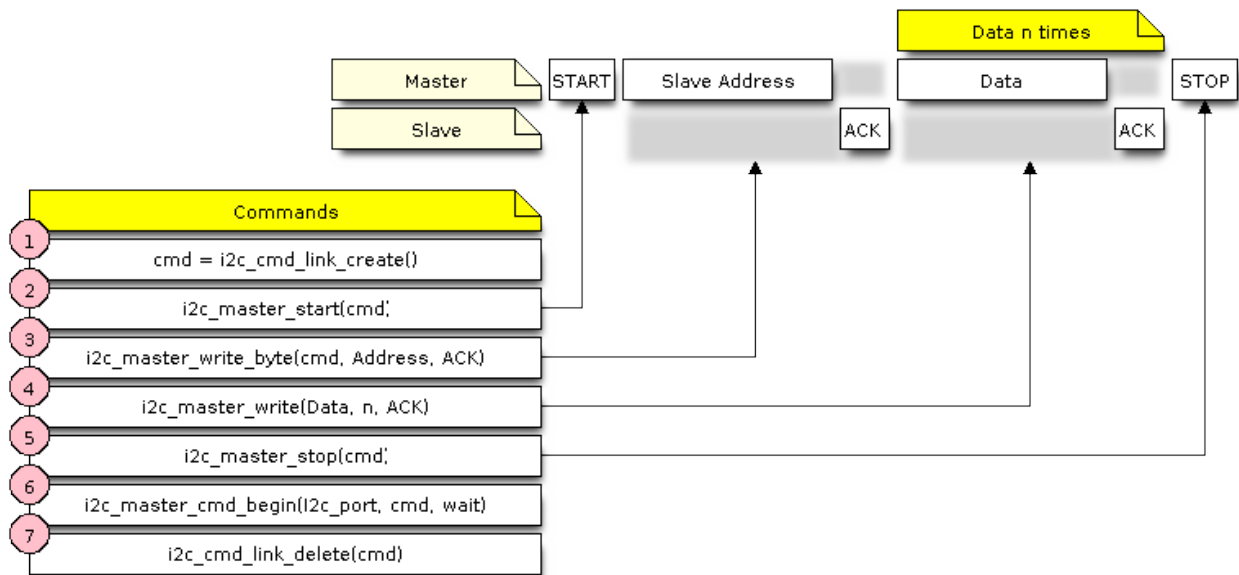 Data n times
Master START Slave Address Data STOP
Slave ACK ACK
Commands
1
cmd = i2c_cmd_link_create()
2
i2c_master_start(cmd)
3
i2c_master_write_byte(cmd, Address, ACK)
4
i2c_master_write(Data, n, ACK)
5
i2c_master_stop(cmd)
6
i2c_master_cmd_begin(I2c_port, cmd, wait)
7
i2c_cmd_link_delete(cmd)